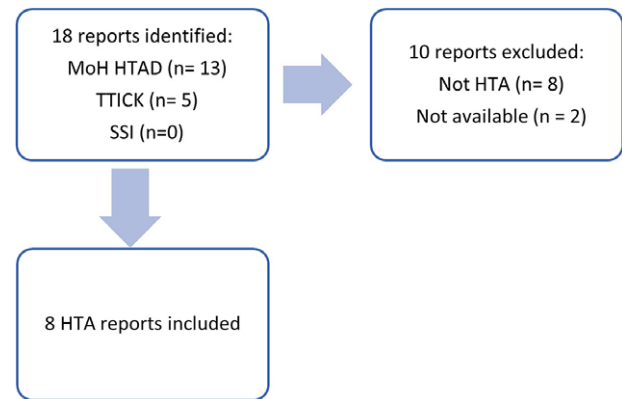 18 reports identified:
MoH HTAD (n= 13)
TTICK (n= 5)
SSI (n=0)
10 reports excluded:
Not HTA (n= 8)
Not available (n = 2)
8 HTA reports included